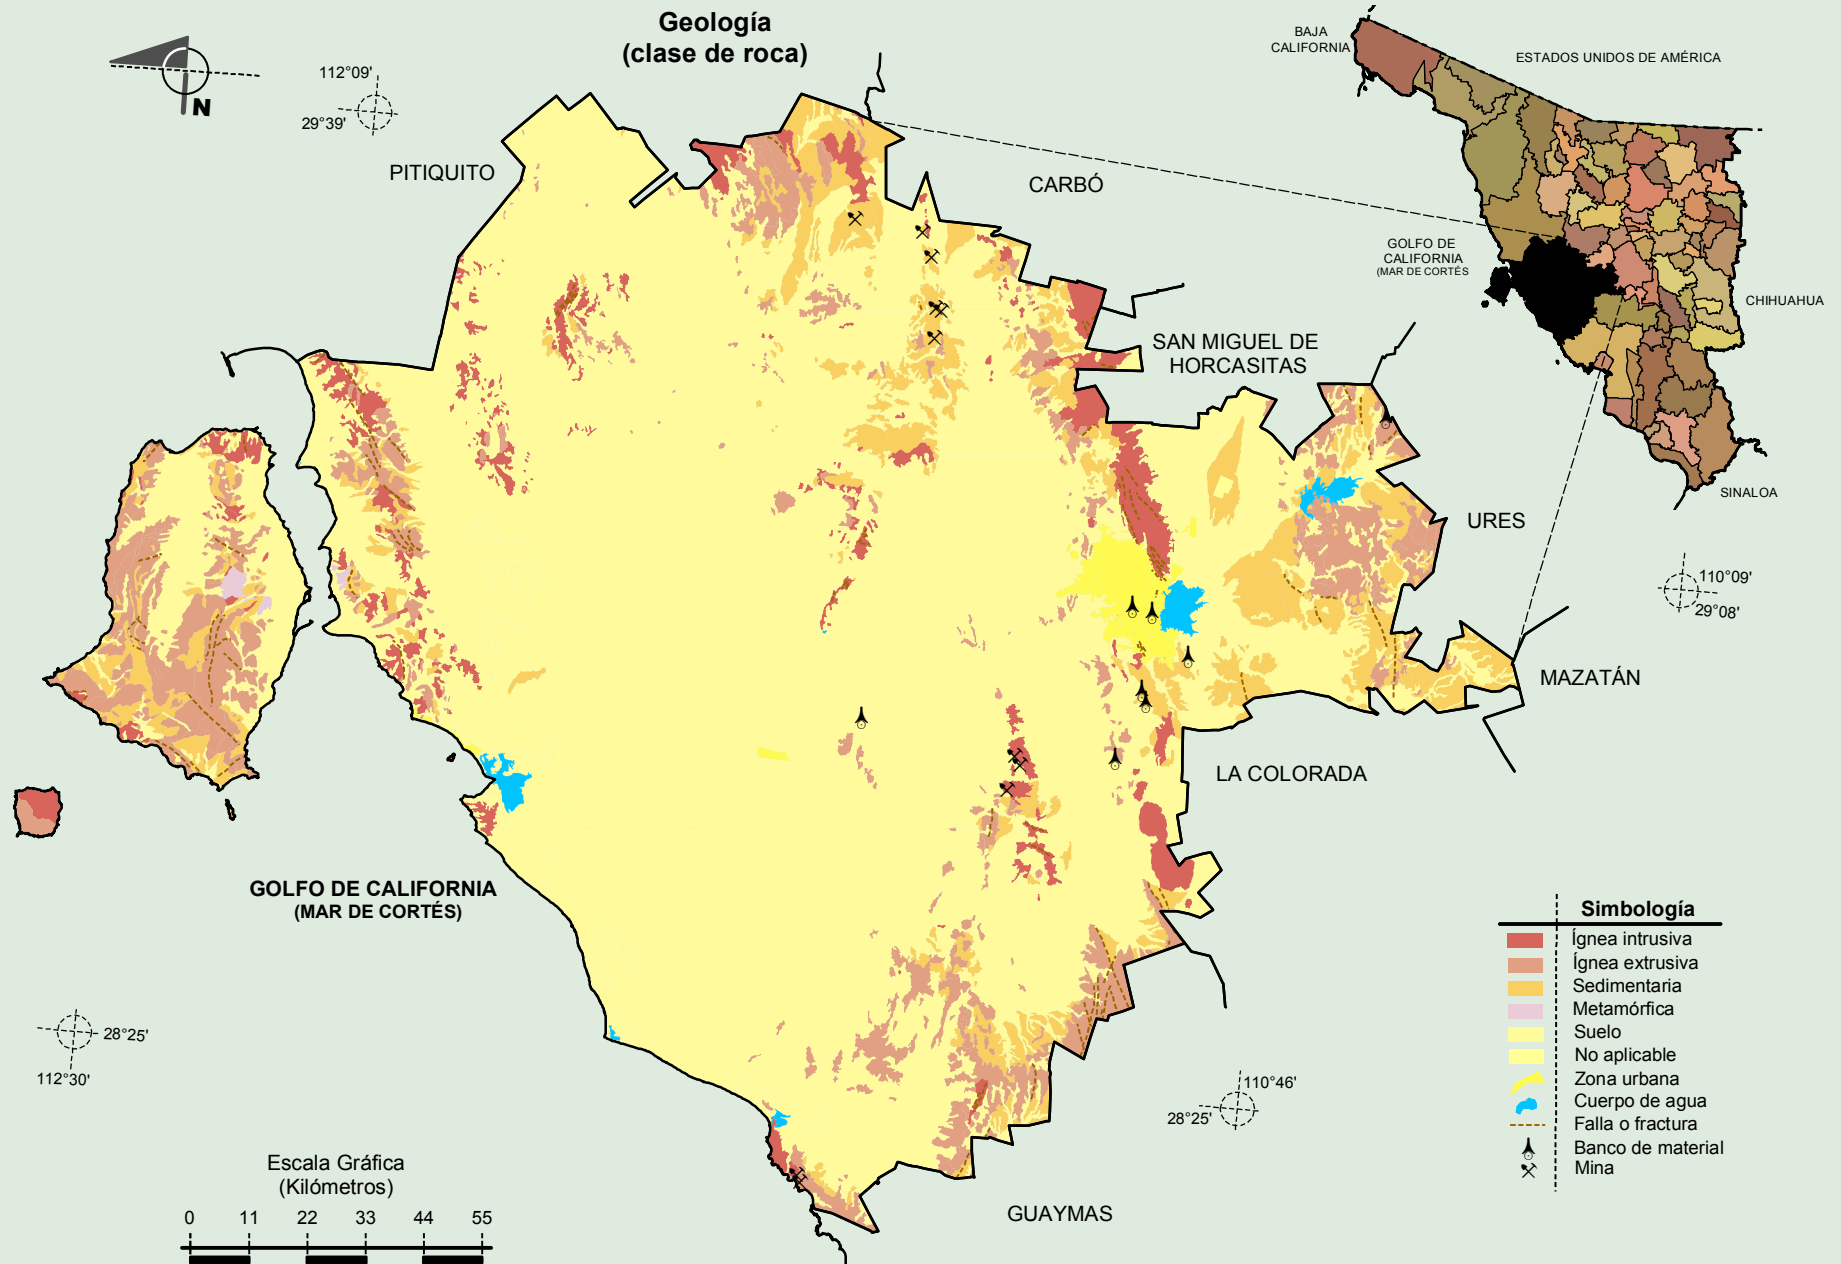 Geología
(clase de roca)
N
112°09'
29°39'
PITIQUITO
CARBÓ
SAN MIGUEL DE
HORCASITAS
URES
110°09'
29°08'
MAZATÁN
LA COLORADA
GOLFO DE CALIFORNIA
(MAR DE CORTÉS)
28°25'
112°30'
110°46'
28°25'
GUAYMAS
BAJA
CALIFORNIA
ESTADOS UNIDOS DE AMÉRICA
GOLFO DE
CALIFORNIA
(MAR DE CORTÉS
CHIHUAHUA
SINALOA
Simbología
Ígnea intrusiva
Ígnea extrusiva
Sedimentaria
Metamórfica
Suelo
No aplicable
Zona urbana
Cuerpo de agua
Falla o fractura
Banco de material
Mina
Escala Gráfica
(Kilómetros)
0 11 22 33 44 55